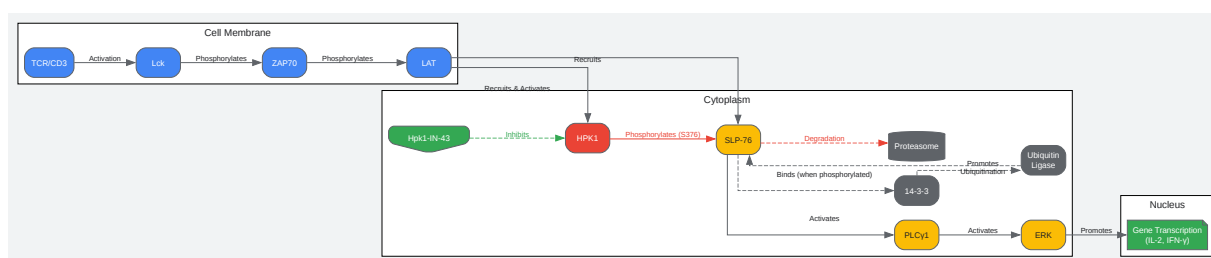 Cell Membrane
TCR/CD3
Activation
Lck
Phosphorylates
ZAP70
Phosphorylates
LAT
Recruits
Recruits & Activates
Cytoplasm
Hpk1-IN-43
Inhibits
HPK1
Phosphorylates (S376)
SLP-76
Degradation
Proteasome
Ubiquitin
Ligase
Promotes
Ubiquitination
Binds (when phosphorylated)
14-3-3
Activates
PLCγ1
Activates
ERK
Promotes
Nucleus
Gene Transcription
(IL-2, IFN-γ)